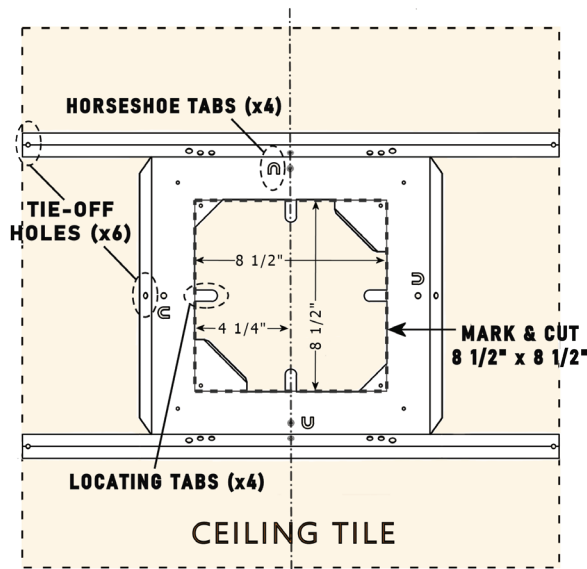 HORSESHOE TABS (x4)
TIE-OFF
HOLES (x6)
8 1/2"
8 1/2"
4 1/4"
MARK & CUT
8 1/2" x 8 1/2"
LOCATING TABS (x4)
CEILING TILE